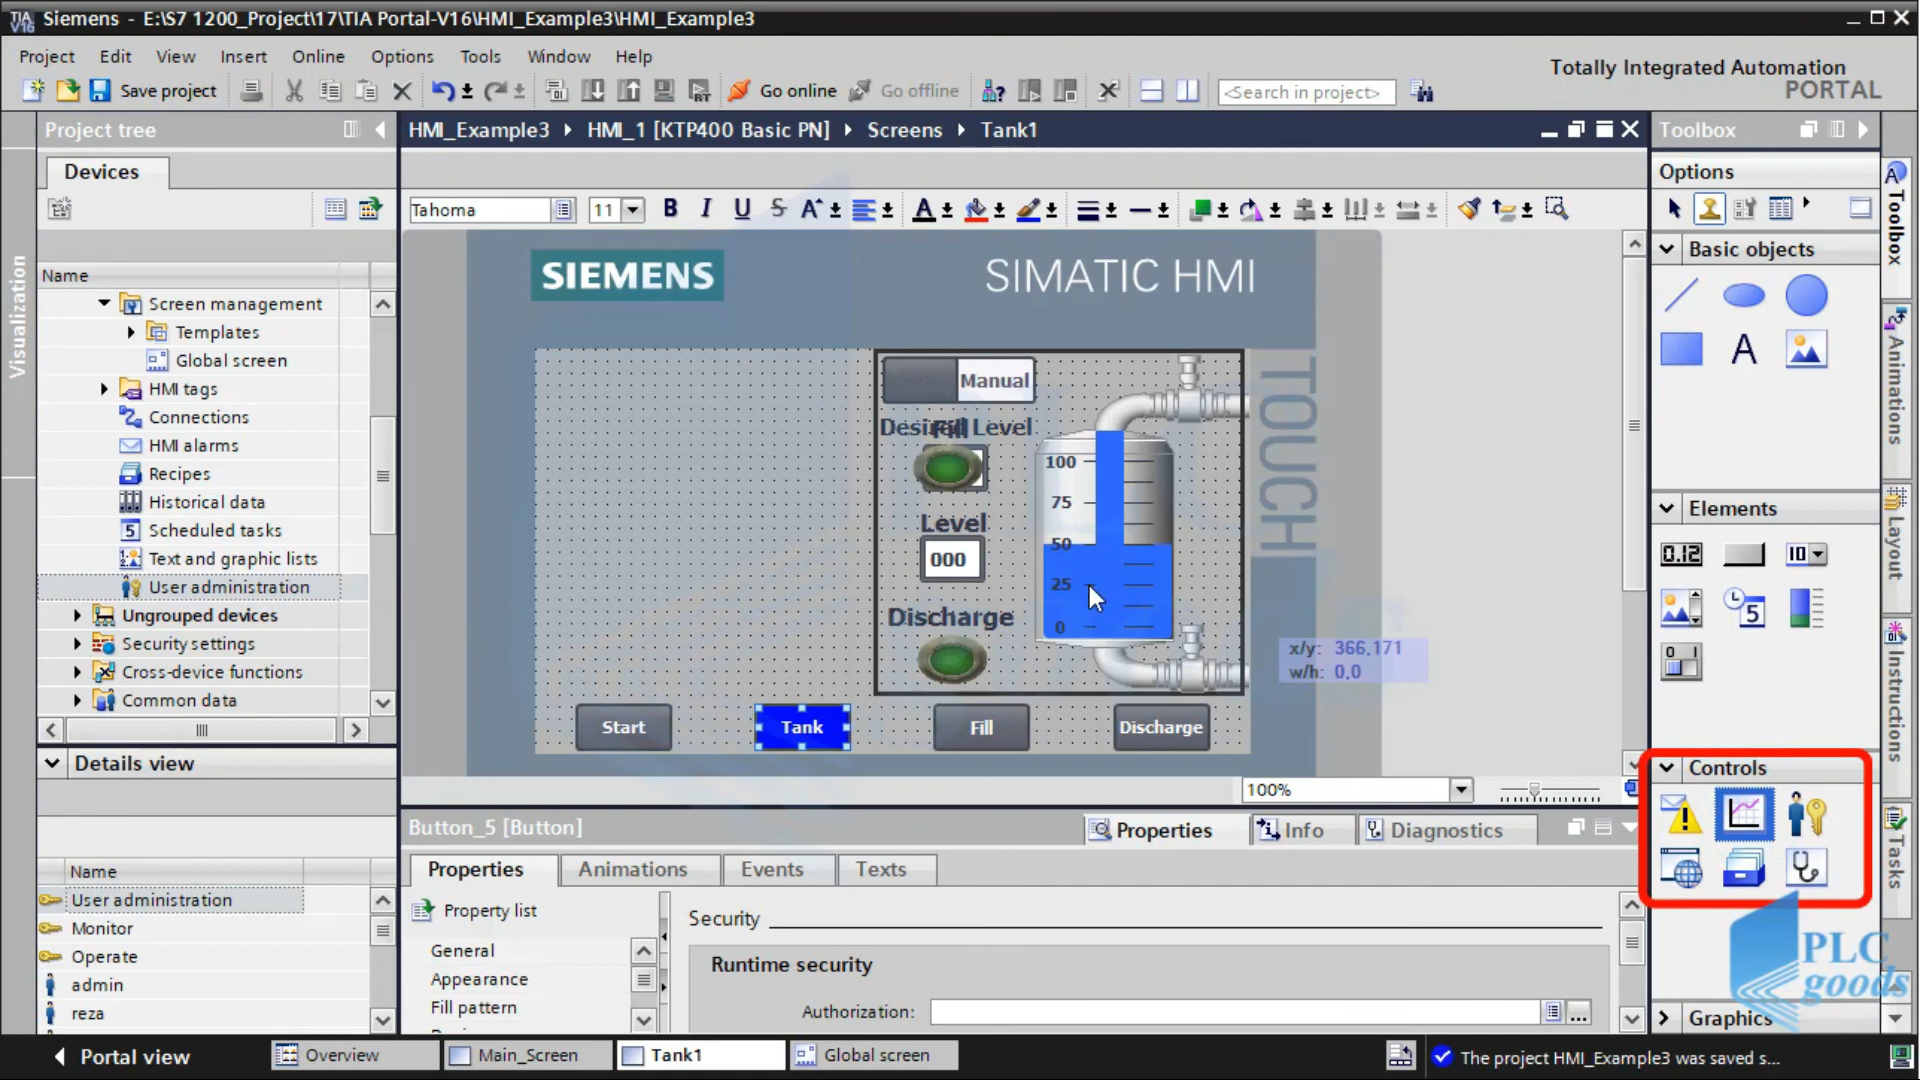 Siemens - E:\S7 1200_Project\17\TIA Portal-V16\HMI_Example3\HMI_Example3
Project Edit View Insert Online Options Tools Window Help
Totally Integrated Automation
PORTAL
Save project
Go online
Go offline
<Search in project>
Project tree
HMI_Example3 HMI_1 [KTP400 Basic PN] Screens Tank1
Toolbox
Devices
Options
Tahoma
11
Name
Screen management
Templates
Global screen
HMI tags
Connections
HMI alarms
Recipes
Historical data
Scheduled tasks
Text and graphic lists
User administration
Ungrouped devices
Security settings
Cross-device functions
Common data
Visualization
SIEMENS
SIMATIC HMI
TOUCH
Manual
Level
000
Discharge
100
75
50
25
0
x/y: 366,171
w/h: 0,0
Start
Tank
Fill
Discharge
100%
Basic objects
Elements
Controls
Graphics
Toolbox
Animations
Layout
Instructions
Tasks
Details view
Name
User administration
Monitor
Operate
admin
reza
Button_5 [Button]
Properties
Info
Diagnostics
Properties
Animations
Events
Texts
Property list
General
Appearance
Fill pattern
Security
Runtime security
Authorization:
PLC
goods
Portal view
Overview
Main_Screen
Tank1
Global screen
The project HMI_Example3 was saved s...